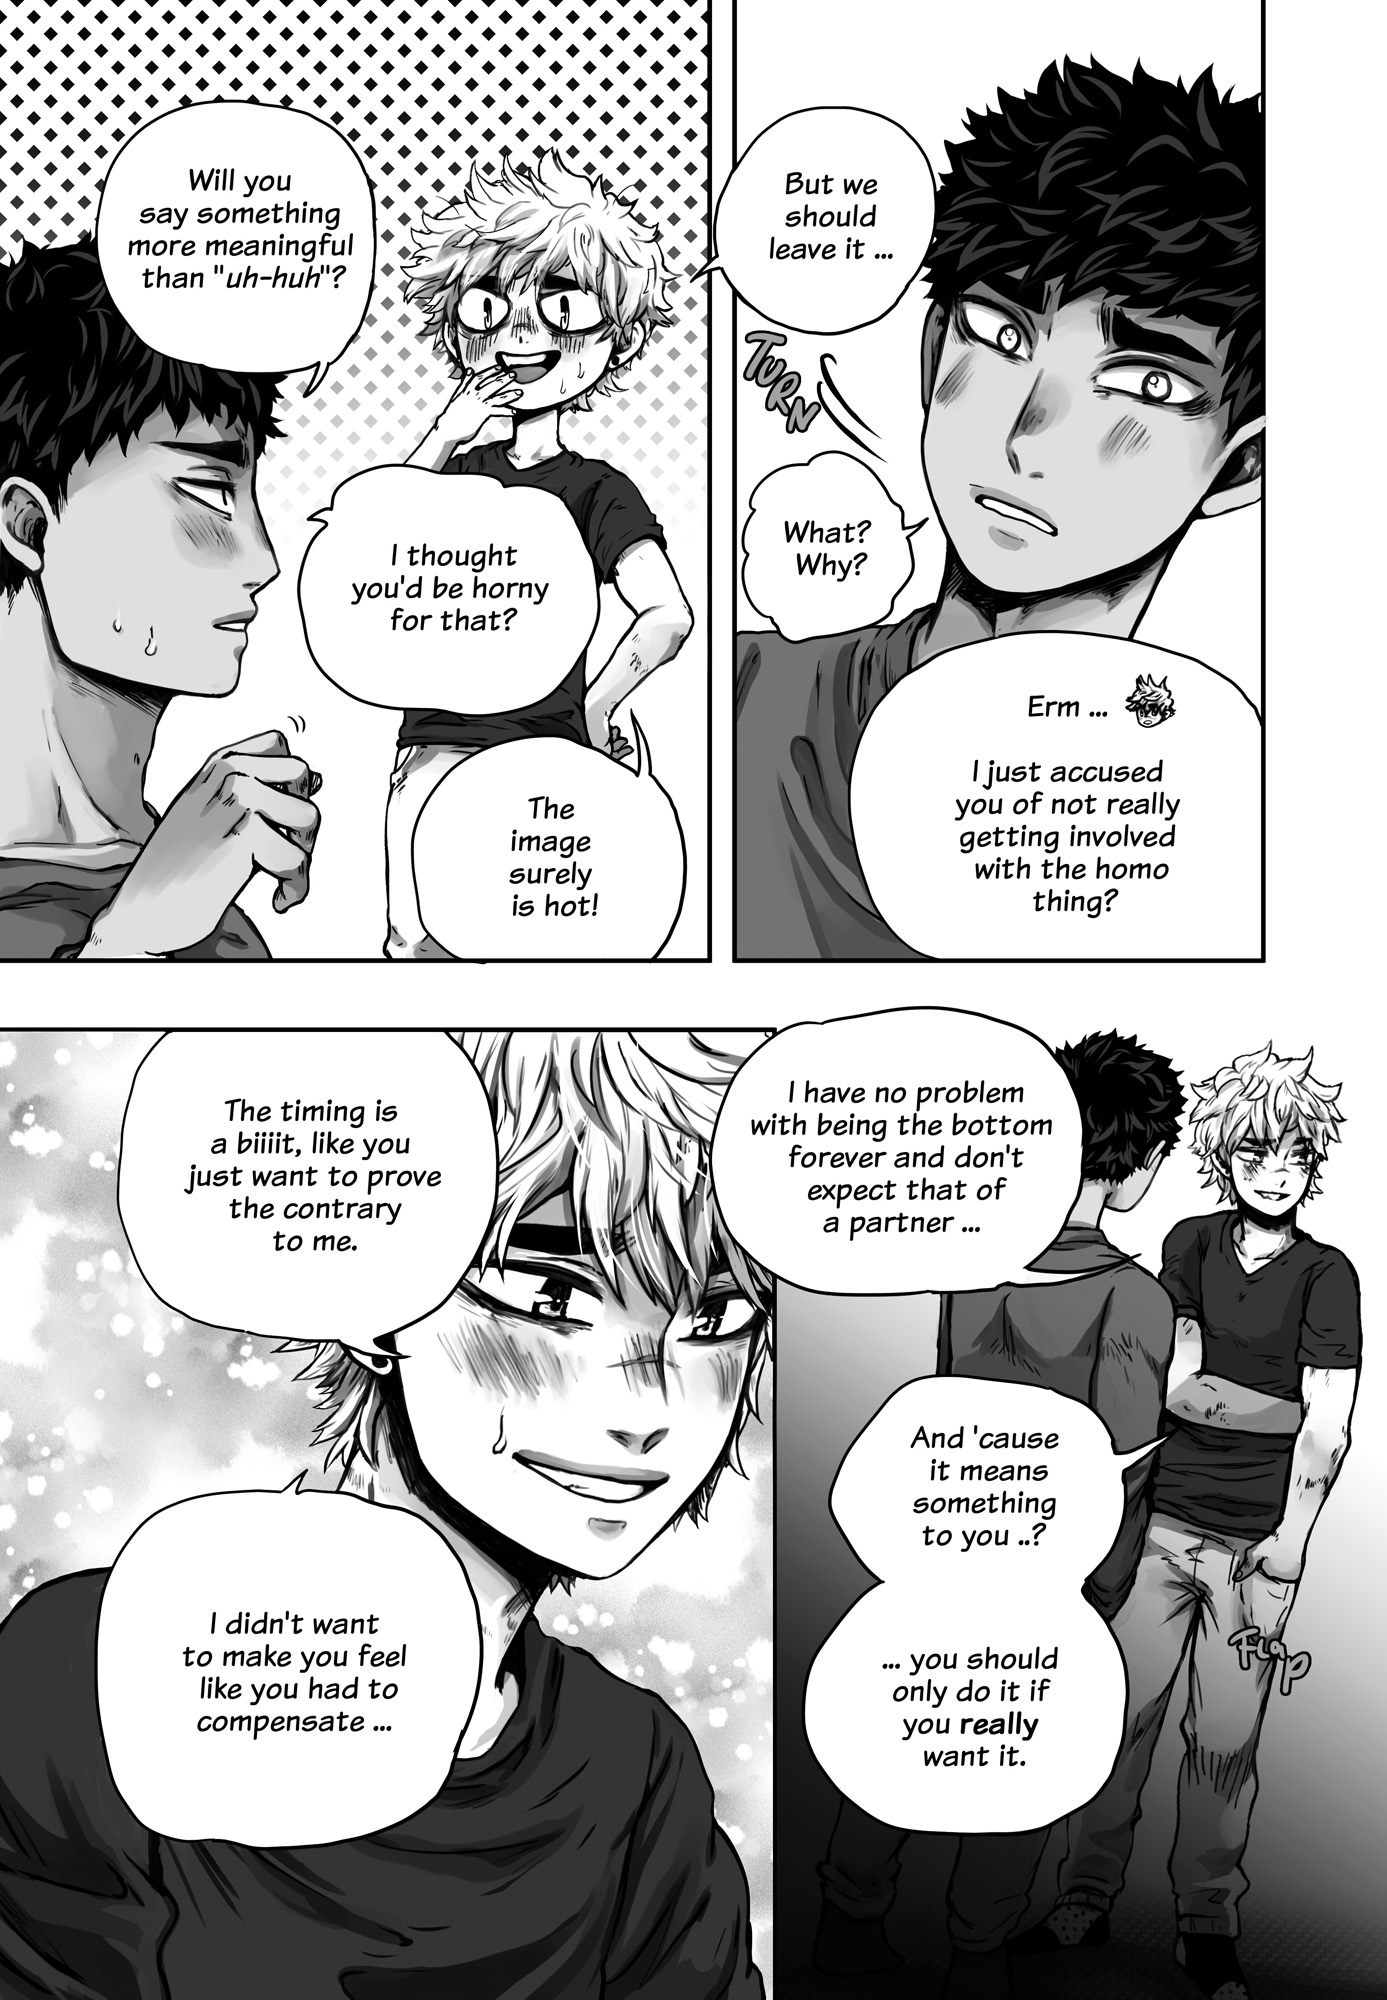 Will you
say something
more meaningful
than "uh-huh"?
I thought
you'd be horny
for that?
The
image
surely
is hot!
But we
should
leave it ...
TURN
What?
Why?
Erm ...
I just accused
you of not really
getting involved
with the homo
thing?
The timing is
a biiiit, like you
just want to prove
the contrary
to me.
I didn't want
to make you feel
like you had to
compensate ...
I have no problem
with being the bottom
forever and don't
expect that of
a partner ...
And 'cause
it means
something
to you ..?
... you should
only do it if
you really
want it.
FLAP